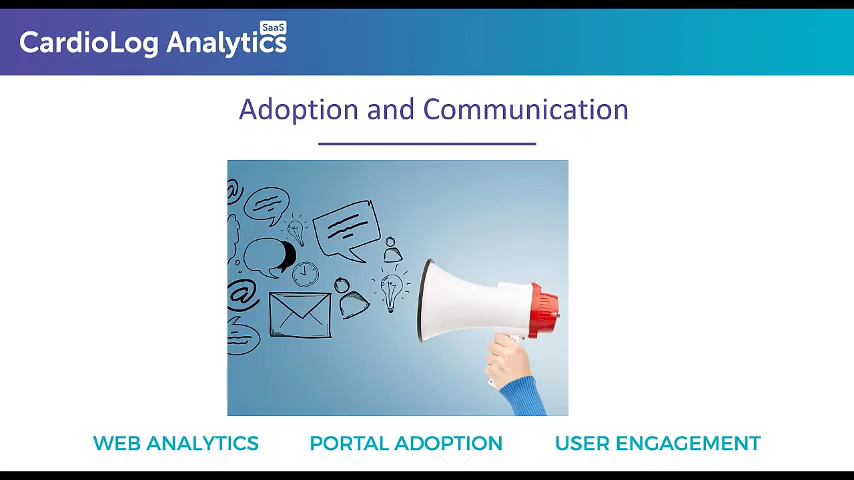 CardioLog Analytics
SaaS
Adoption and Communication
@
@
WEB ANALYTICS
PORTAL ADOPTION
USER ENGAGEMENT